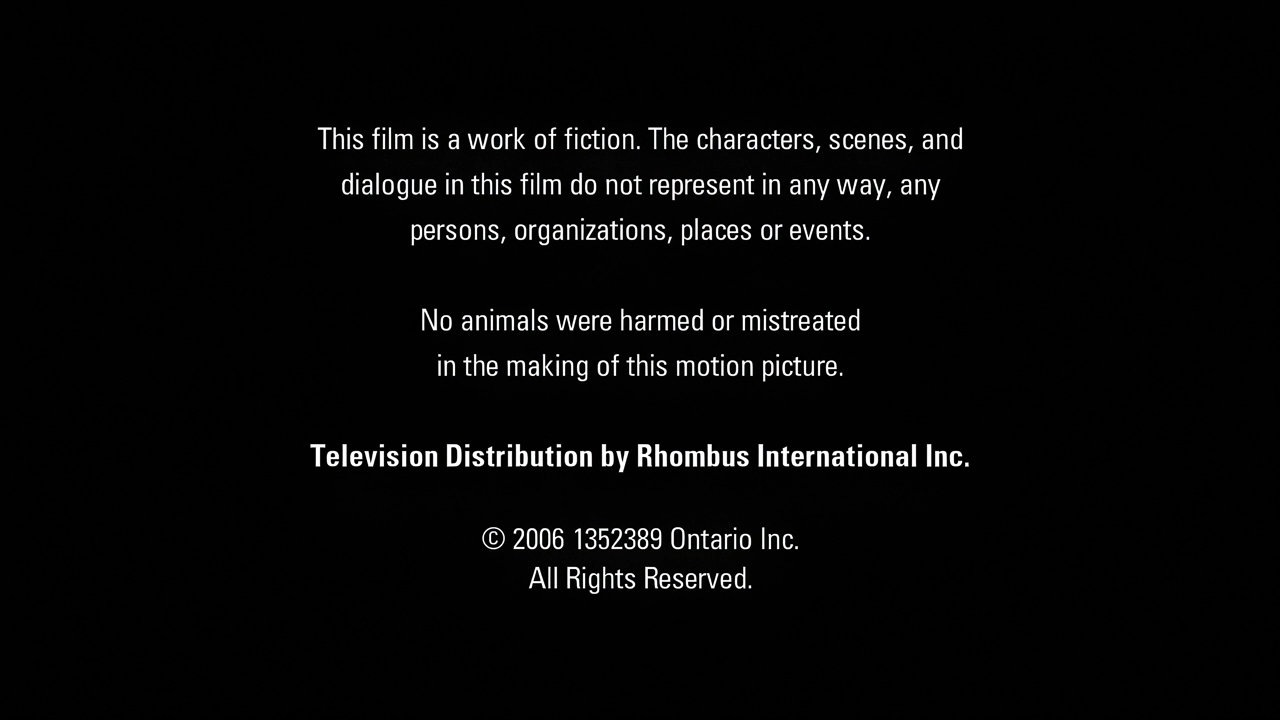 This film is a work of fiction. The characters, scenes, and
dialogue in this film do not represent in any way, any
persons, organizations, places or events.
No animals were harmed or mistreated
in the making of this motion picture.
Television Distribution by Rhombus International Inc.
© 2006 1352389 Ontario Inc.
All Rights Reserved.